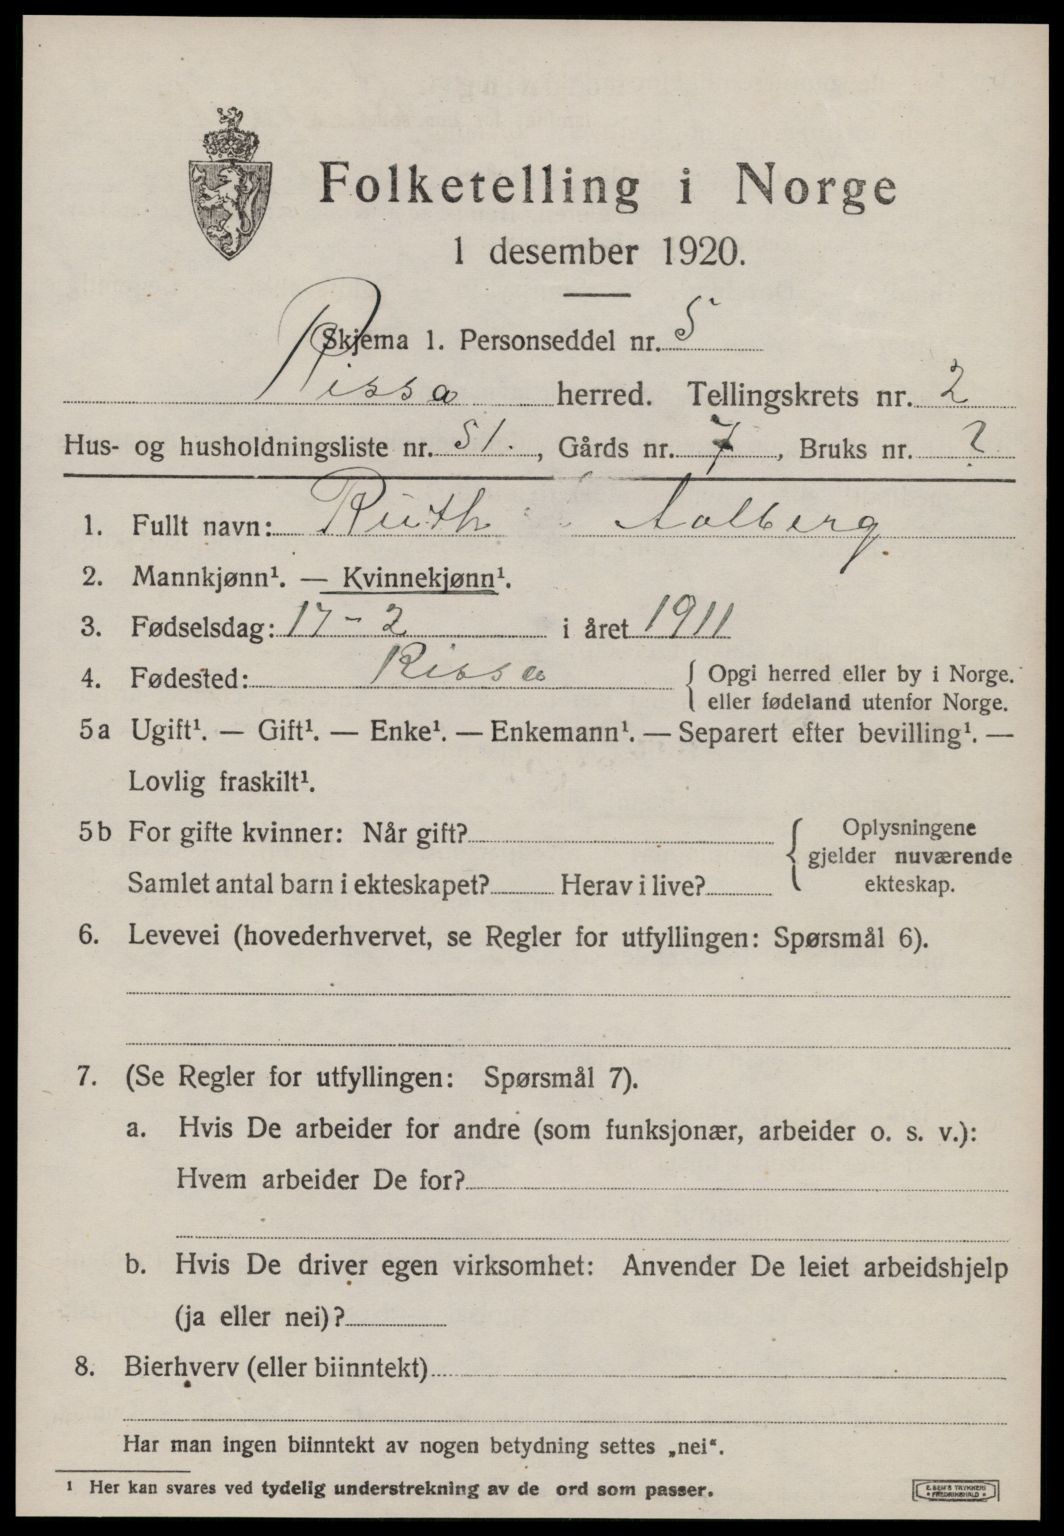 Folketelling i Norge
1 desember 1920.
Skjema 1. Personseddel nr. 5
Rissa herred. Tellingskrets nr. 2
Hus- og husholdningsliste nr. 51., Gårds nr. 7, Bruks nr. ?
1. Fullt navn: Ruth Aalberg
2. Mannkjønn¹. — Kvinnekjønn¹.
3. Fødselsdag: 17-2 i året 1911
4. Fødested: Rissa { Opgi herred eller by i Norge.
eller fødeland utenfor Norge.
5a Ugift¹. — Gift¹. — Enke¹. — Enkemann¹. — Separert efter bevilling¹. —
Lovlig fraskilt¹.
5b For gifte kvinner: Når gift? { Oplysningene
gjelder nuværende
Samlet antal barn i ekteskapet? Herav i live? ekteskap.
6. Levevei (hovederhvervet, se Regler for utfyllingen: Spørsmål 6).
7. (Se Regler for utfyllingen: Spørsmål 7).
a. Hvis De arbeider for andre (som funksjonær, arbeider o. s. v.):
Hvem arbeider De for?
b. Hvis De driver egen virksomhet: Anvender De leiet arbeidshjelp
(ja eller nei)?
8. Bierhverv (eller biinntekt)
Har man ingen biinntekt av nogen betydning settes „nei“.
¹ Her kan svares ved tydelig understrekning av de ord som passer.
E. SEM'S TRYKKERI
FREDRIKSHALD